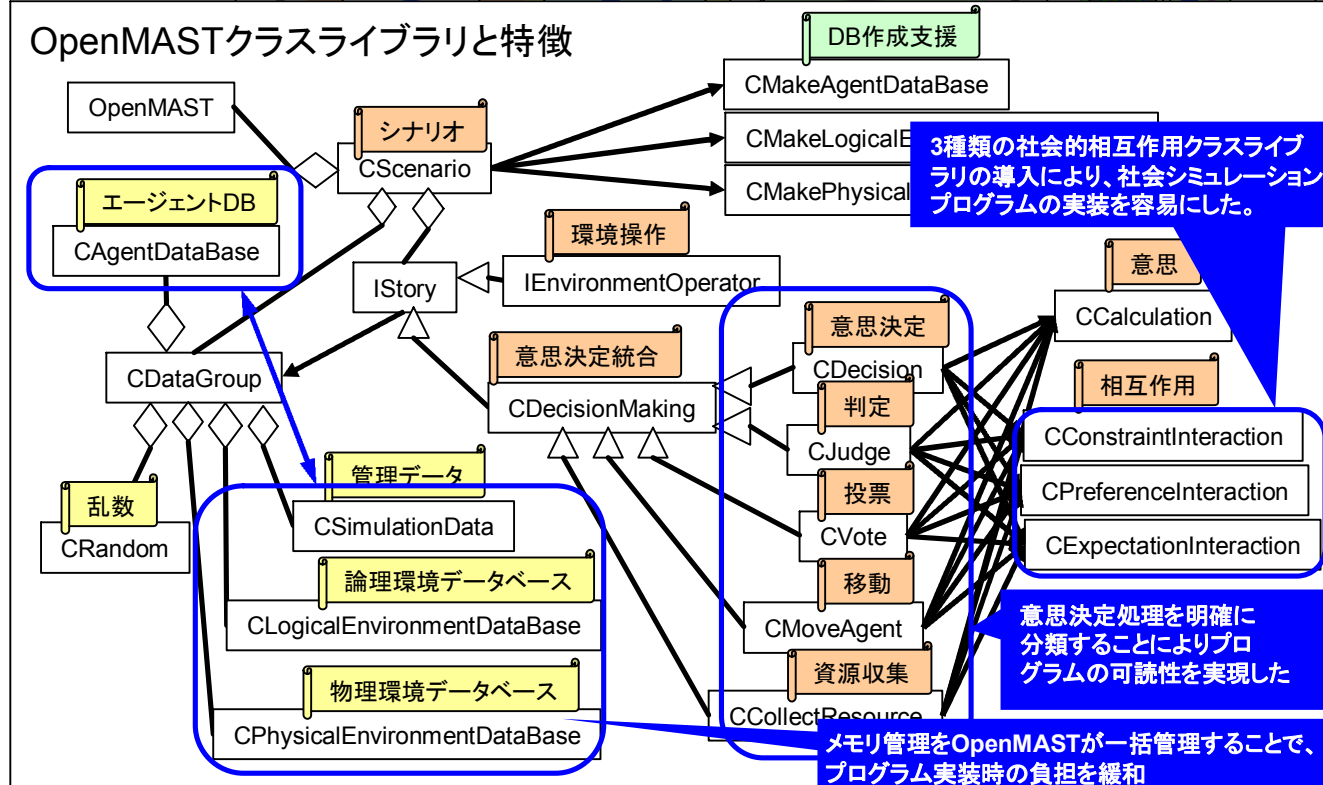 OpenMASTクラスライブラリと特徴
DB作成支援
CMakeAgentDataBase
OpenMAST
シナリオ
CScenario
CMakeLogicalE
CMakePhysical
3種類の社会的相互作用クラスライブ
ラリの導入により、社会シミュレーション
プログラムの実装を容易にした。
エージェントDB
CAgentDataBase
環境操作
IStory
IEnvironmentOperator
意思
CCalculation
意思決定
CDecision
意思決定統合
CDecisionMaking
CDataGroup
相互作用
CConstraintInteraction
CPreferenceInteraction
CExpectationInteraction
判定
CJudge
投票
CVote
移動
CMoveAgent
資源収集
CCollectResource
乱数
CRandom
管理データ
CSimulationData
論理環境データベース
CLogicalEnvironmentDataBase
物理環境データベース
CPhysicalEnvironmentDataBase
意思決定処理を明確に
分類することによりプロ
グラムの可読性を実現した
メモリ管理をOpenMASTが一括管理することで、
プログラム実装時の負担を緩和